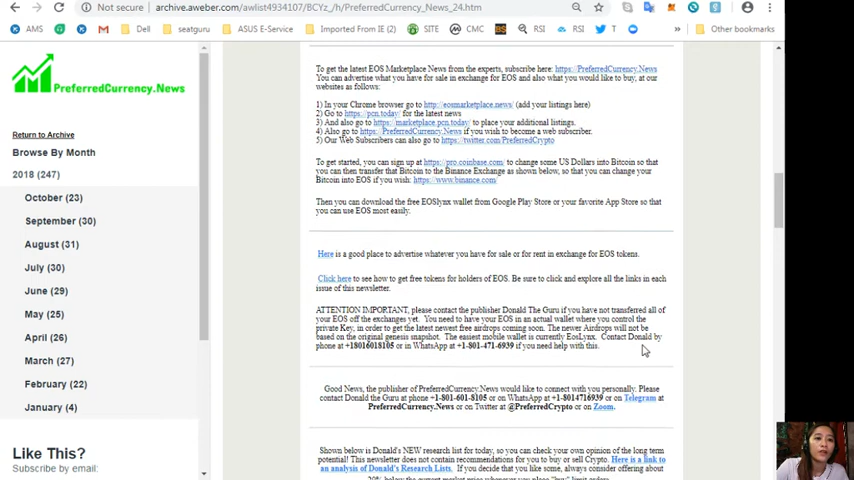 Not secure | archive.aweber.com/awlist4934107/BCYz_/h/PreferredCurrency_News_24.htm
AMS
Dell
seatguru
ASUS E-Service
Imported From IE (2)
SITE
CMC
RSI
RSI
T
»
Other bookmarks
PreferredCurrency.News
Return to Archive
Browse By Month
2018 (247)
October (23)
September (30)
August (31)
July (30)
June (29)
May (25)
April (26)
March (27)
February (22)
January (4)
Like This?
Subscribe by email:
To get the latest EOS Marketplace News from the experts, subscribe here: https://PreferredCurrency.News
You can advertise what you have for sale in exchange for EOS and also what you would like to buy, at our
websites as follows:
1) In your Chrome browser go to http://eosmarketplace.news/ (add your listings here)
2) Go to https://pcn.today/ for the latest news
3) And also go to https://marketplace.pcn.today/ to place your additional listings.
4) Also go to https://PreferredCurrency.News if you wish to become a web subscriber.
5) Our Web Subscribers can also go to https://twitter.com/PreferredCrypto
To get started, you can sign up at https://pro.coinbase.com/ to change some US Dollars into Bitcoin so that
you can then transfer that Bitcoin to the Binance Exchange as shown below, so that you can change your
Bitcoin into EOS if you wish: https://www.binance.com/
Then you can download the free EOSlynx wallet from Google Play Store or your favorite App Store so that
you can use EOS most easily.
Here is a good place to advertise whatever you have for sale or for rent in exchange for EOS tokens.
Click here to see how to get free tokens for holders of EOS. Be sure to click and explore all the links in each
issue of this newsletter.
ATTENTION IMPORTANT, please contact the publisher Donald The Guru if you have not transferred all of
your EOS off the exchanges yet. You need to have your EOS in an actual wallet where you control the
private Key, in order to get the latest newest free airdrops coming soon. The newer Airdrops will not be
based on the original genesis snapshot. The easiest mobile wallet is currently EosLynx. Contact Donald by
phone at +18016018105 or in WhatsApp at +1-801-471-6939 if you need help with this.
Good News, the publisher of PreferredCurrency.News would like to connect with you personally. Please
contact Donald the Guru at phone +1-801-601-8105 or on WhatsApp at +1-8014716939 or on Telegram at
PreferredCurrency.News or on Twitter at @PreferredCrypto or on Zoom.
Shown below is Donald's NEW research list for today, so you can check your own opinion of the long term
potential! This newsletter does not contain recommendations for you to buy or sell Crypto. Here is a link to
an analysis of Donald's Research Lists. If you decide that you like some, always consider offering about
20% below the current market price whenever you place "buy" limit orders.